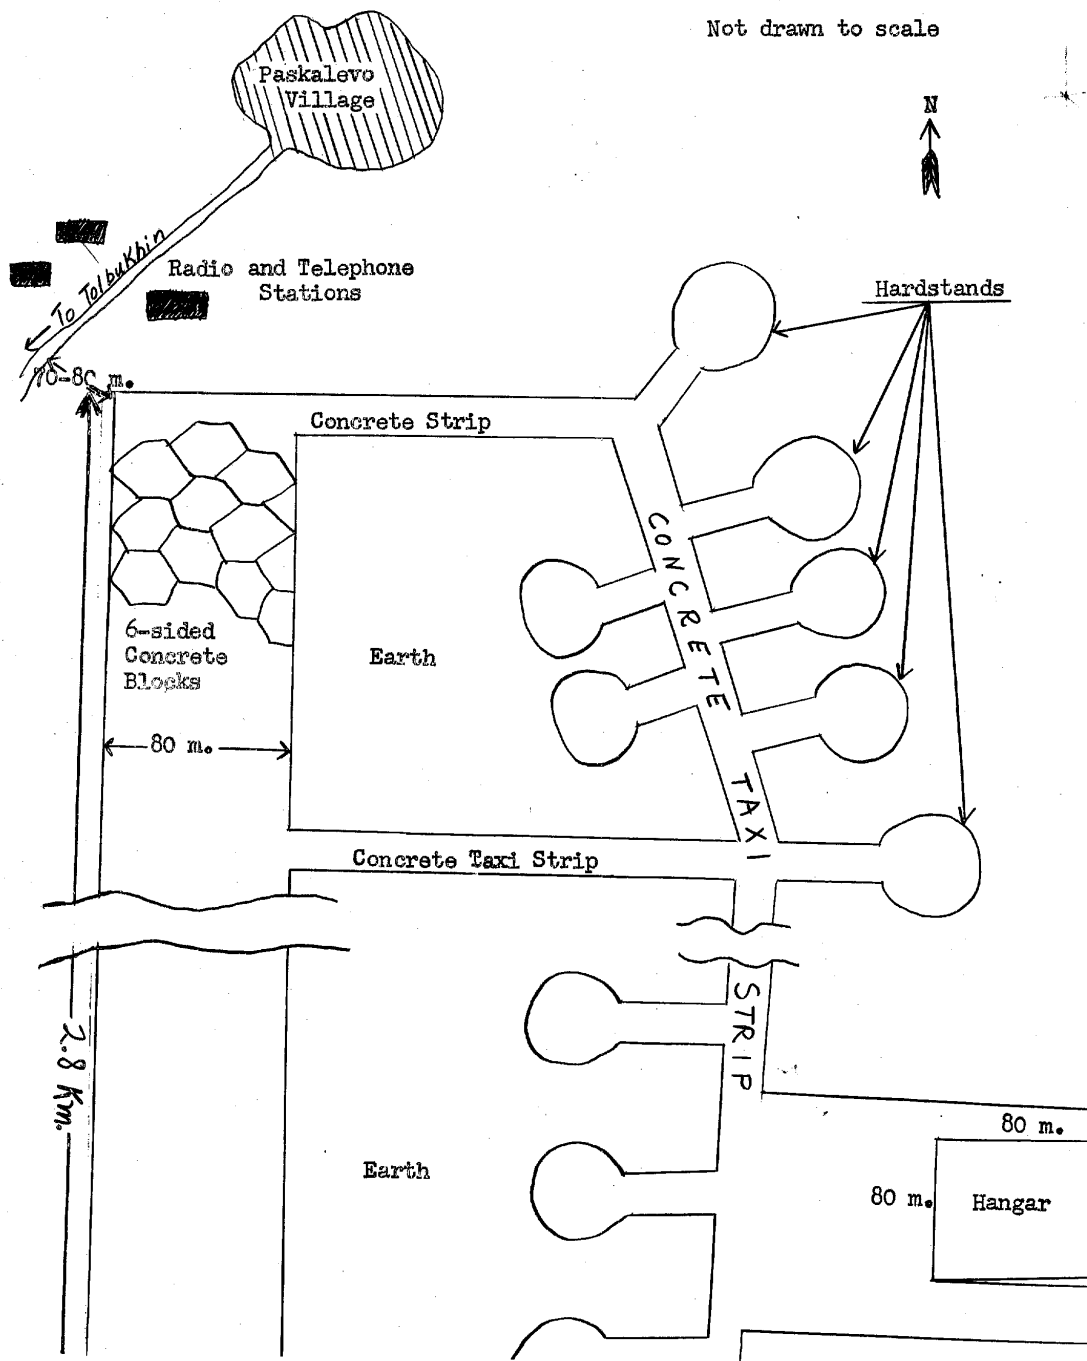 Not drawn to scale
Paskalevo
Village
N
To Tolbukhin
Radio and Telephone
Stations
Hardstands
70-80 m.
Concrete Strip
6-sided
Concrete
Blocks
Earth
80 m.
CONCRETE TAXI STRIP
Concrete Taxi Strip
2.8 Km.
Earth
80 m.
80 m.
Hangar